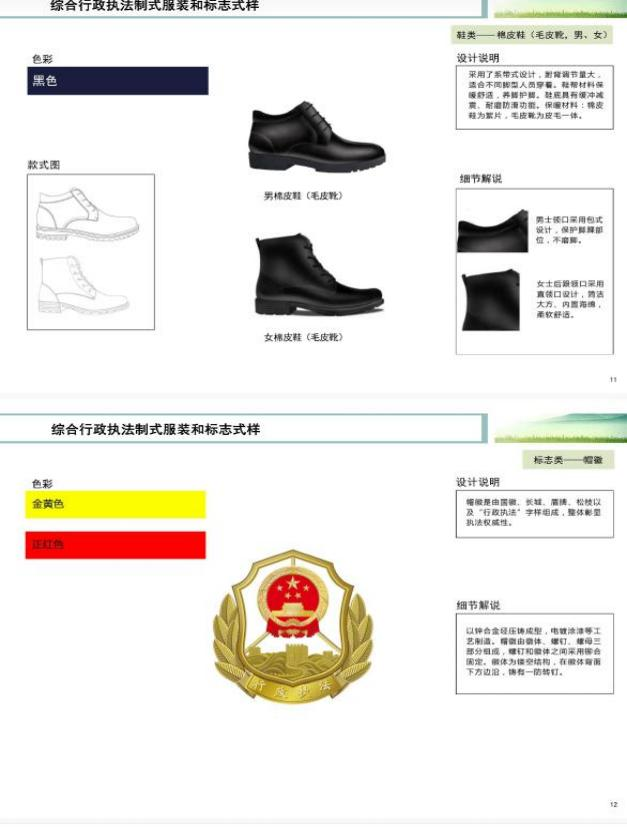 综合行政执法制式服装和标志式样
鞋类——棉皮鞋（毛皮靴，男、女）
色彩
黑色
款式图
男棉皮鞋（毛皮靴）
女棉皮鞋（毛皮靴）
设计说明
采用了系带式设计，跗背调节量大，
适合不同脚型人员穿着。鞋帮材料保
暖舒适，养脚护脚。鞋底具有缓冲减
震、耐磨防滑功能。保暖材料：棉皮
鞋为絮片，毛皮靴为皮毛一体。
细节解说
男士领口采用包式
设计，保护脚踝部
位，不磨脚。
女士后跟领口采用
直领口设计，简洁
大方、内置海绵，
柔软舒适。
11
综合行政执法制式服装和标志式样
标志类——帽徽
色彩
金黄色
正红色
行政执法
设计说明
帽徽是由国徽、长城、盾牌、松枝以
及“行政执法”字样组成，整体彰显
执法权威性。
细节解说
以锌合金经压铸成型，电镀涂漆等工
艺制造。帽徽由徽体、螺钉、螺母三
部分组成，螺钉和徽体之间采用铆合
固定。徽体为镂空结构，在徽体背面
下方边沿，铸有一防转钉。
12